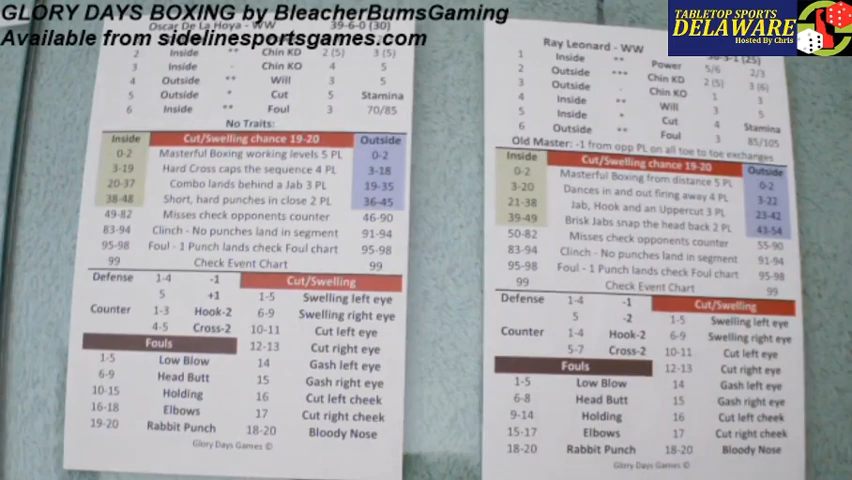 GLORY DAYS BOXING by BleacherBumsGaming
Available from sidelinesportsgames.com
TABLETOP SPORTS
DELAWARE
Hosted By: Chris
Oscar De La Hoya - WW 39-6-0 (30)
2 Inside ** Chin KD 2 (5) 3 (5)
3 Inside - Chin KO 4 5
4 Outside ** Will 3 5
5 Outside * Cut 5 Stamina
6 Inside ** Foul 3 70/85
No Traits:
Inside Cut/Swelling chance 19-20 Outside
0-2 Masterful Boxing working levels 5 PL 0-2
3-19 Hard Cross caps the sequence 4 PL 3-18
20-37 Combo lands behind a Jab 3 PL 19-35
38-48 Short, hard punches in close 2 PL 36-45
49-82 Misses check opponents counter 46-90
83-94 Clinch - No punches land in segment 91-94
95-98 Foul - 1 Punch lands check Foul chart 95-98
99 Check Event Chart 99
Defense 1-4 -1 Cut/Swelling
5 +1 1-5 Swelling left eye
Counter 1-3 Hook-2 6-9 Swelling right eye
4-5 Cross-2 10-11 Cut left eye
Fouls 12-13 Cut right eye
1-5 Low Blow 14 Gash left eye
6-9 Head Butt 15 Gash right eye
10-15 Holding 16 Cut left cheek
16-18 Elbows 17 Cut right cheek
19-20 Rabbit Punch 18-20 Bloody Nose
Glory Days Games ©
Ray Leonard - WW 36-3-1 (25)
1 Inside ** Power 5/6 2/3
2 Outside *** Chin KD 2 (5) 3 (6)
3 Outside - Chin KO 1 3
4 Inside ** Will 3 5
5 Inside * Cut 4 Stamina
6 Outside ** Foul 3 85/105
Old Master: -1 from opp PL on all toe to toe exchanges
Inside Cut/Swelling chance 19-20 Outside
0-2 Masterful Boxing from distance 5 PL 0-2
3-20 Dances in and out firing away 4 PL 3-22
21-38 Jab, Hook and an Uppercut 3 PL 23-42
39-49 Brisk Jabs snap the head back 2 PL 43-54
50-82 Misses check opponents counter 55-90
83-94 Clinch - No punches land in segment 91-94
95-98 Foul - 1 Punch lands check Foul chart 95-98
99 Check Event Chart 99
Defense 1-4 -1 Cut/Swelling
5 -2 1-5 Swelling left eye
Counter 1-4 Hook-2 6-9 Swelling right eye
5-7 Cross-2 10-11 Cut left eye
Fouls 12-13 Cut right eye
1-5 Low Blow 14 Gash left eye
6-8 Head Butt 15 Gash right eye
9-14 Holding 16 Cut left cheek
15-17 Elbows 17 Cut right cheek
18-20 Rabbit Punch 18-20 Bloody Nose
Glory Days Games ©